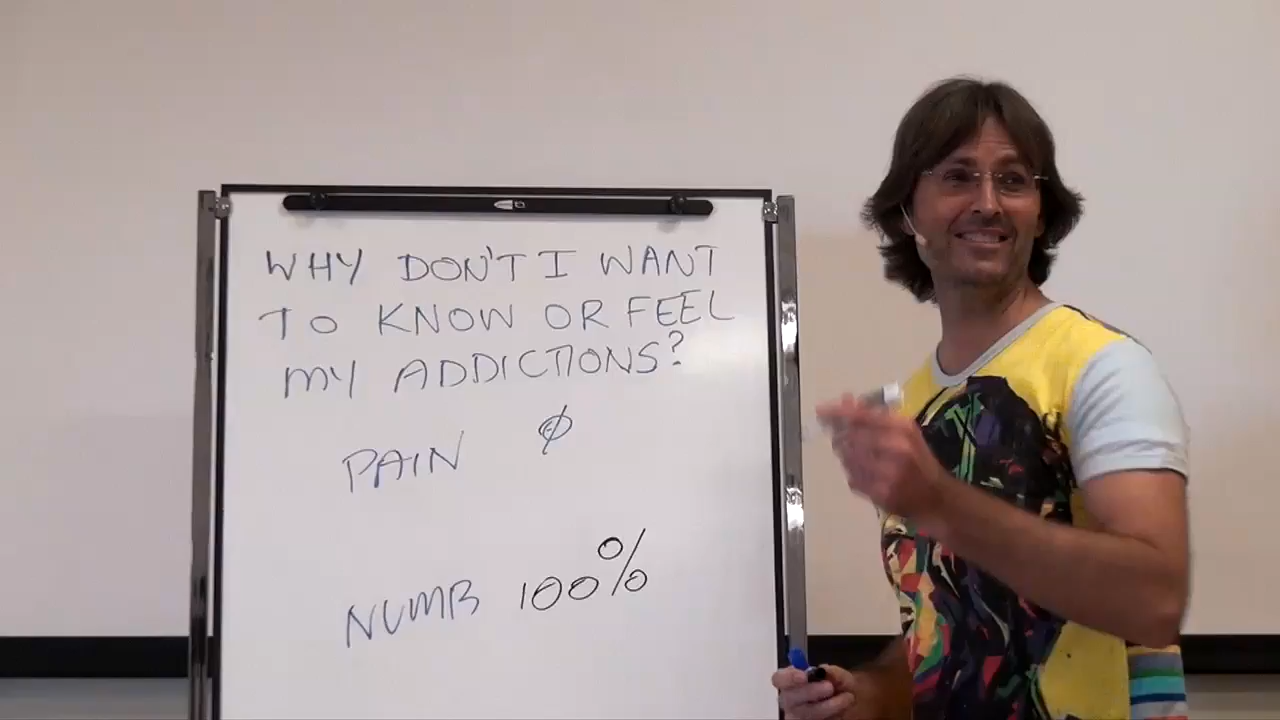 WHY DON'T I WANT
TO KNOW OR FEEL
MY ADDICTIONS?
PAIN Ø
NUMB 100%